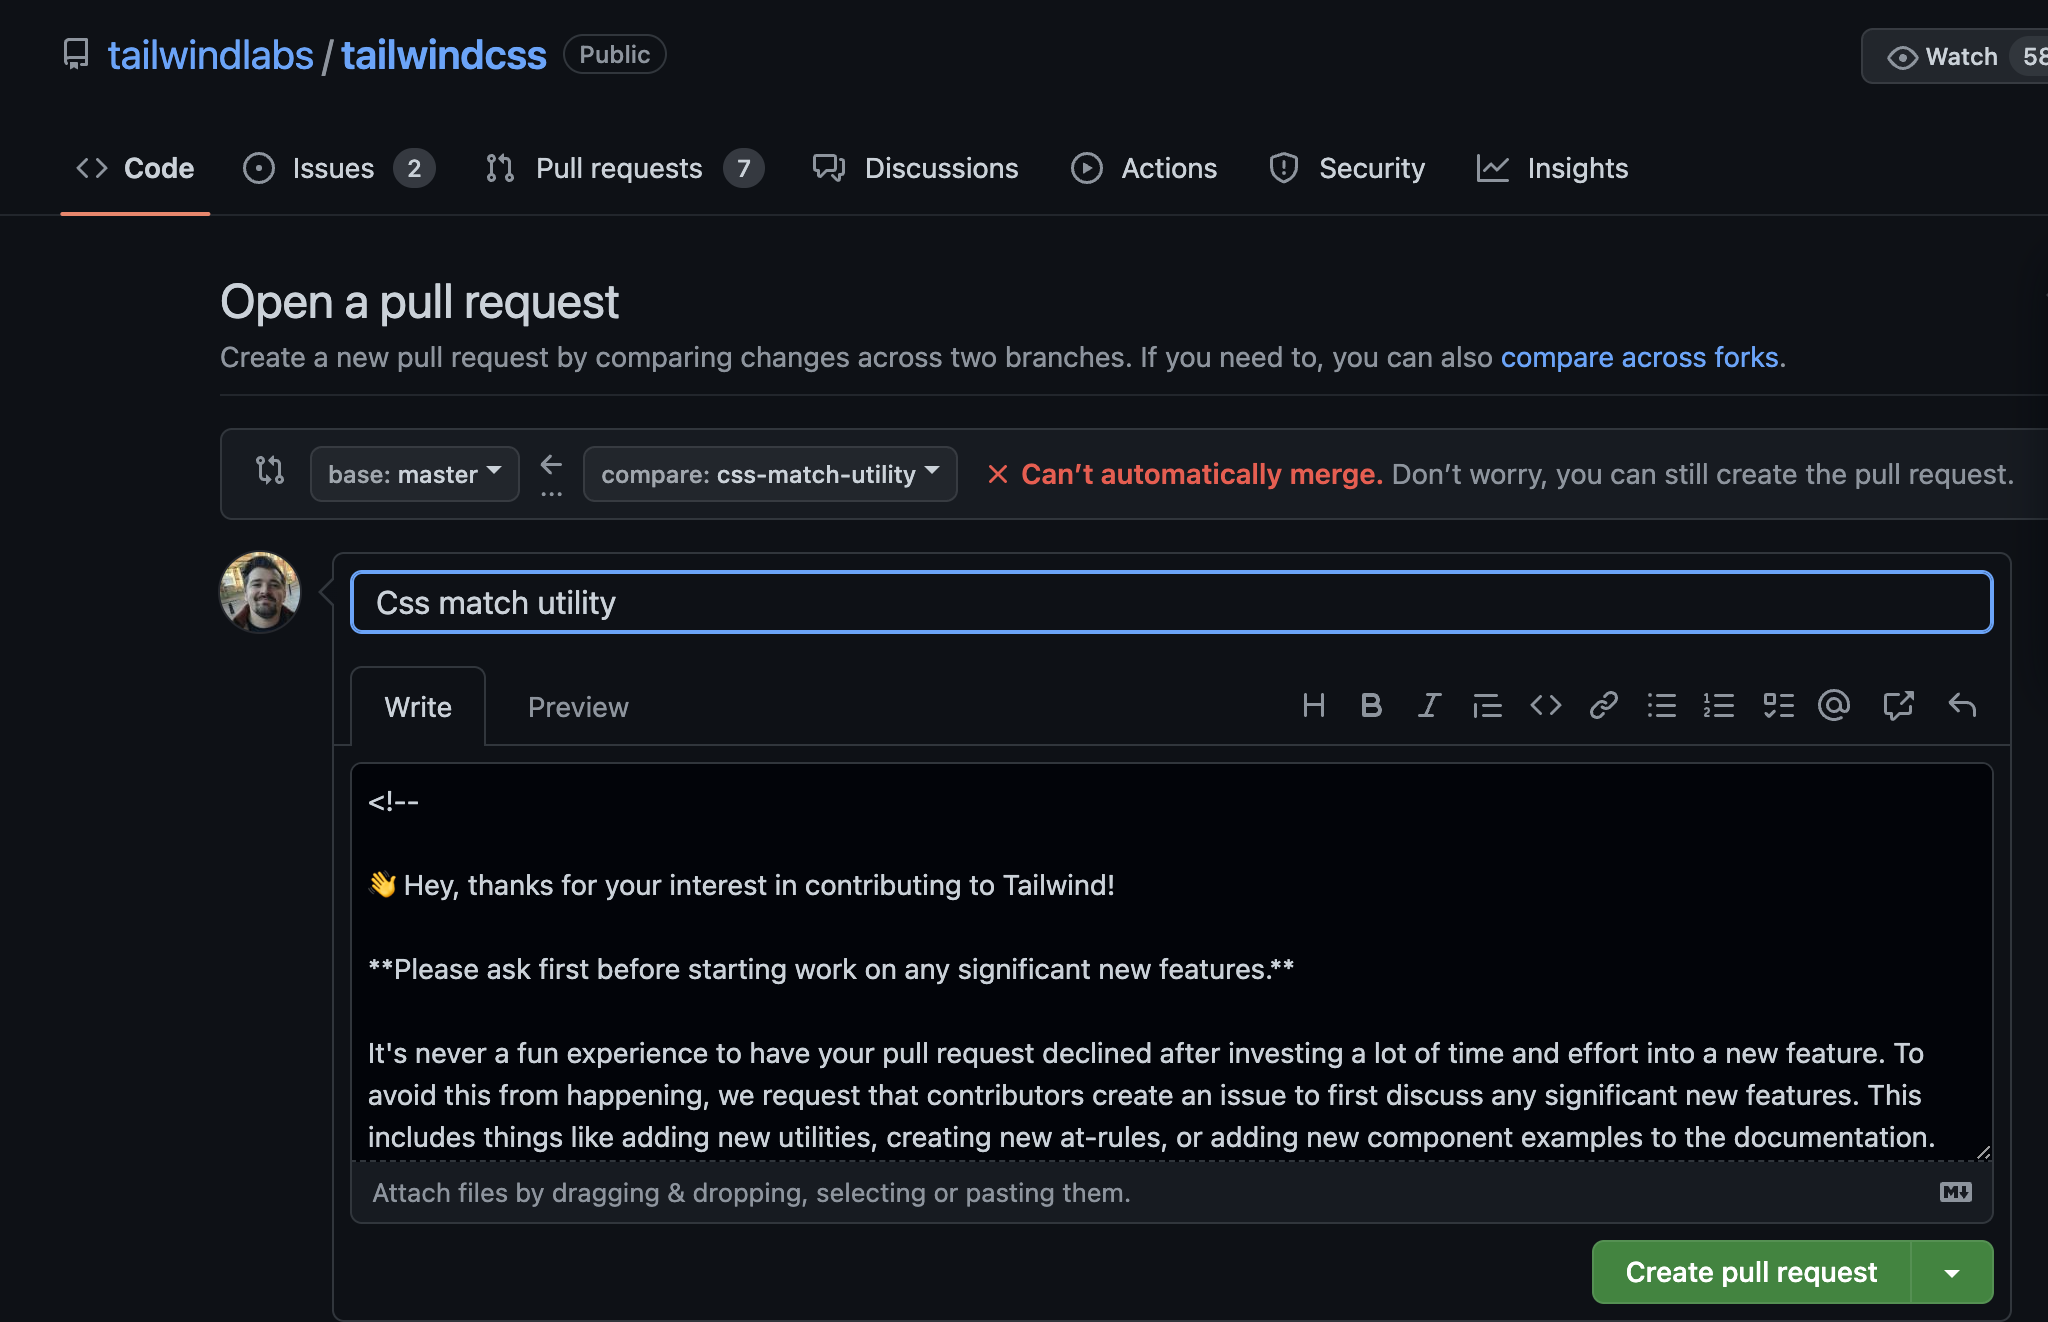 tailwindlabs / tailwindcss Public
Watch 58
Code Issues 2 Pull requests 7 Discussions Actions Security Insights
Open a pull request
Create a new pull request by comparing changes across two branches. If you need to, you can also compare across forks.
base: master ← ... compare: css-match-utility × Can’t automatically merge. Don’t worry, you can still create the pull request.
Css match utility
Write Preview
<!--
👋 Hey, thanks for your interest in contributing to Tailwind!
**Please ask first before starting work on any significant new features.**
It's never a fun experience to have your pull request declined after investing a lot of time and effort into a new feature. To
avoid this from happening, we request that contributors create an issue to first discuss any significant new features. This
includes things like adding new utilities, creating new at-rules, or adding new component examples to the documentation.
Attach files by dragging & dropping, selecting or pasting them.
Create pull request